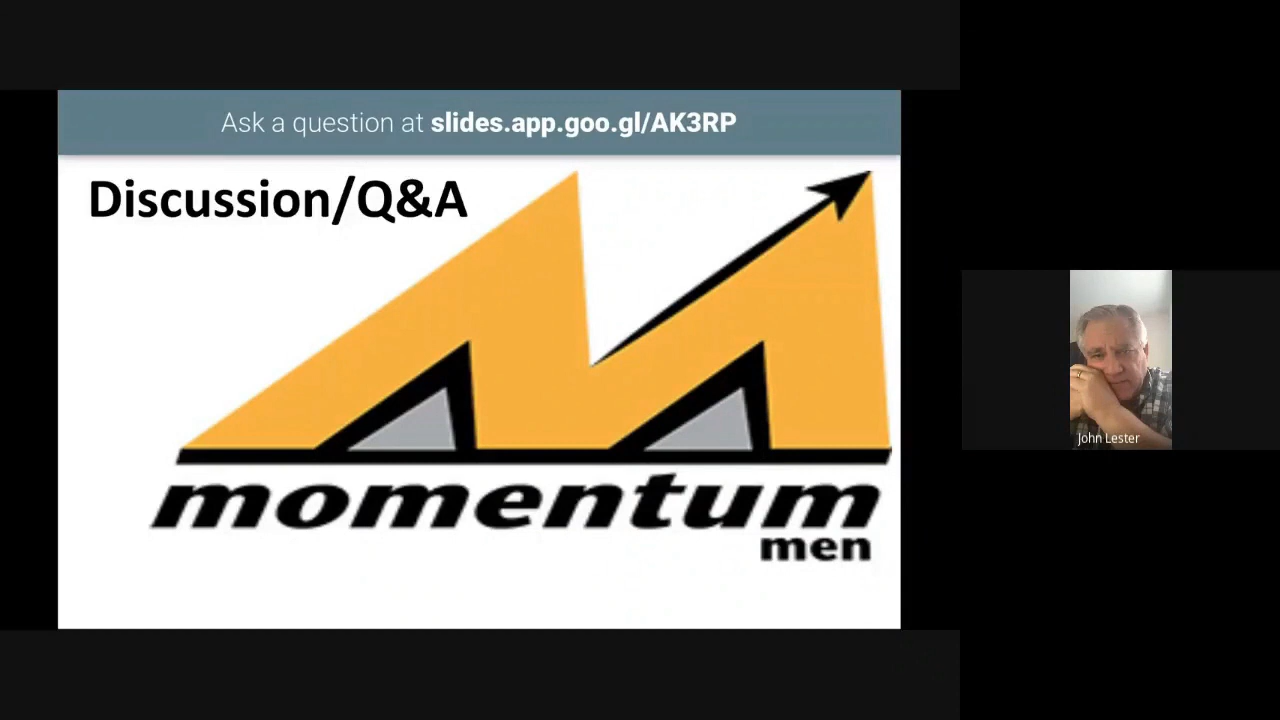 Ask a question at slides.app.goo.gl/AK3RP
Discussion/Q&A
momentum
men
John Lester